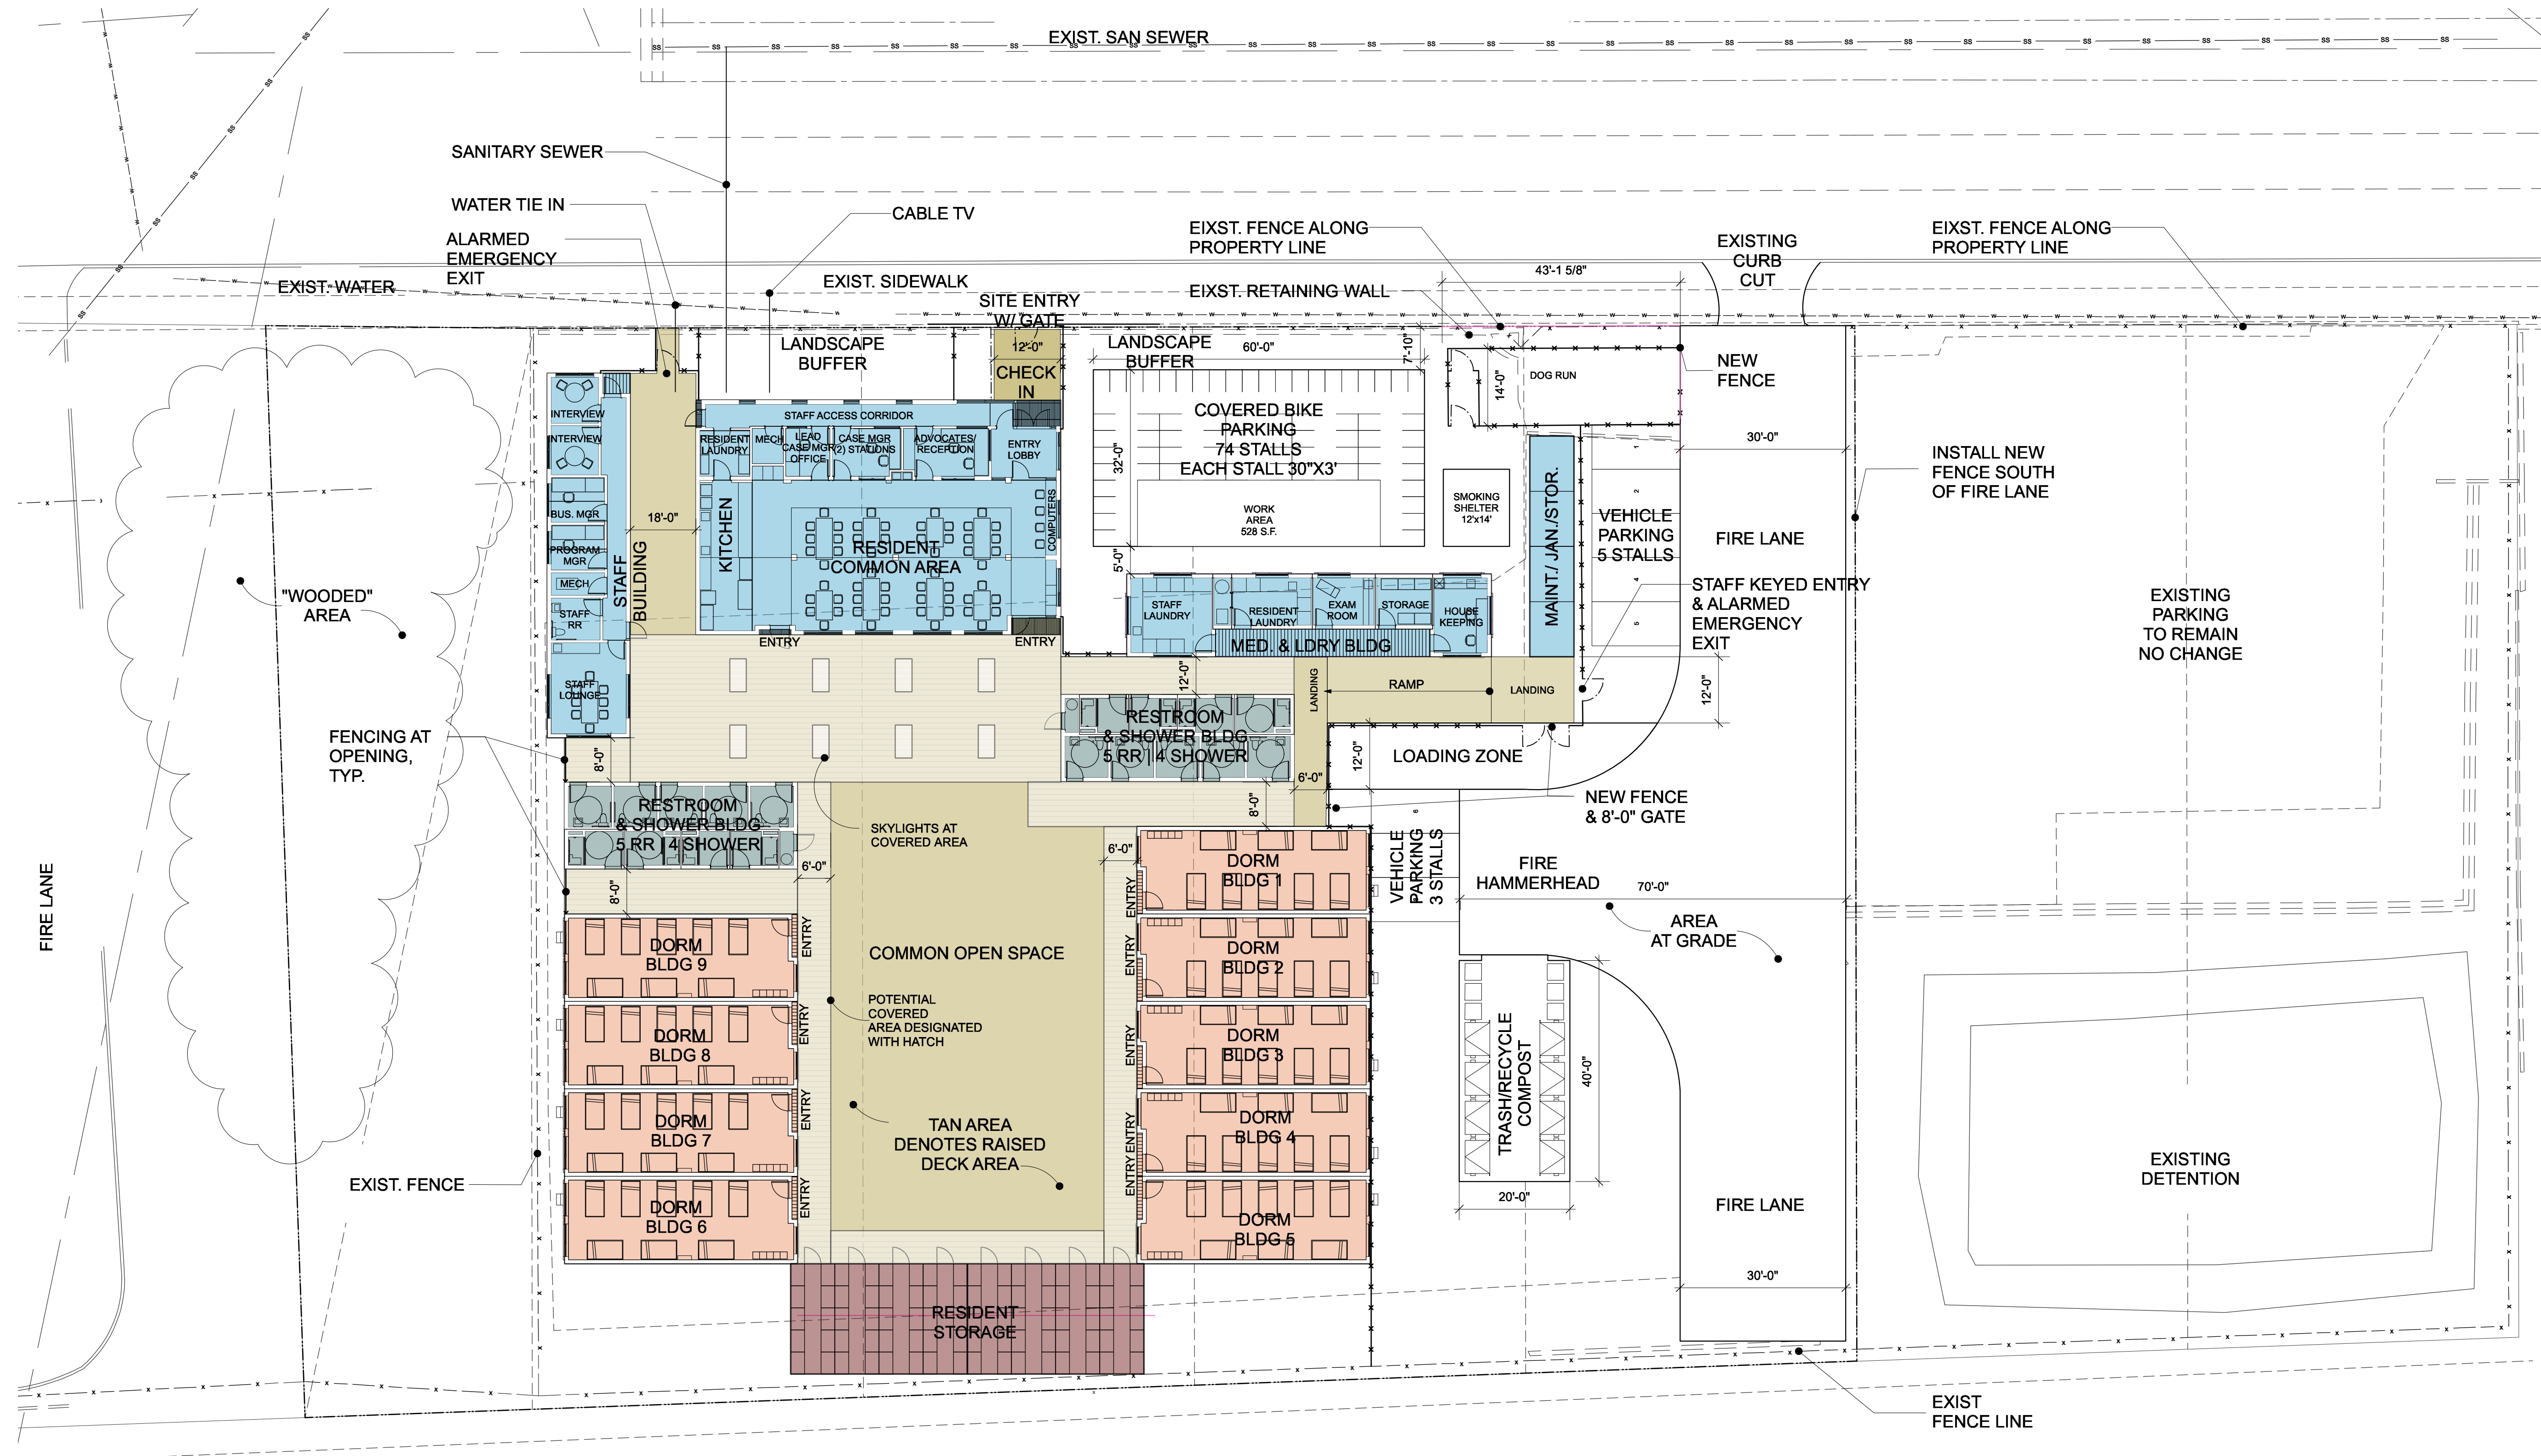 EXIST. SAN SEWER
SANITARY SEWER
WATER TIE IN
CABLE TV
ALARMED
EMERGENCY
EXIT
EXIST. WATER
EXIST. SIDEWALK
SITE ENTRY
W/ GATE
EIXST. FENCE ALONG
PROPERTY LINE
EIXST. RETAINING WALL
43'-1 5/8"
EXISTING
CURB
CUT
EIXST. FENCE ALONG
PROPERTY LINE
LANDSCAPE
BUFFER
12'-0"
CHECK
IN
LANDSCAPE
BUFFER
60'-0"
7'-10"
DOG RUN
14'-0"
NEW
FENCE
30'-0"
INTERVIEW
INTERVIEW
BUS. MGR
PROGRAM
MGR
MECH
STAFF
RR
STAFF
LOUNGE
STAFF
BUILDING
18'-0"
STAFF ACCESS CORRIDOR
RESIDENT
LAUNDRY
MECH
LEAD
CASE MGR
OFFICE
CASE MGR
(2) STATIONS
ADVOCATES/
RECEPTION
ENTRY
LOBBY
KITCHEN
RESIDENT
COMMON AREA
COMPUTERS
ENTRY
ENTRY
COVERED BIKE
PARKING
74 STALLS
EACH STALL 30"X3'
32'-0"
WORK
AREA
528 S.F.
5'-0"
SMOKING
SHELTER
12'x14'
MAINT./ JAN./STOR.
1
2
4
5
VEHICLE
PARKING
5 STALLS
FIRE LANE
INSTALL NEW
FENCE SOUTH
OF FIRE LANE
STAFF KEYED ENTRY
& ALARMED
EMERGENCY
EXIT
EXISTING
PARKING
TO REMAIN
NO CHANGE
"WOODED"
AREA
STAFF
LAUNDRY
RESIDENT
LAUNDRY
EXAM
ROOM
STORAGE
HOUSE
KEEPING
MED. & LDRY BLDG
12'-0"
LANDING
RAMP
LANDING
12'-0"
RESTROOM
& SHOWER BLDG
5 RR | 4 SHOWER
LOADING ZONE
12'-0"
6'-0"
8'-0"
FENCING AT
OPENING,
TYP.
8'-0"
RESTROOM
& SHOWER BLDG
5 RR | 4 SHOWER
SKYLIGHTS AT
COVERED AREA
NEW FENCE
& 8'-0" GATE
6
VEHICLE
PARKING
3 STALLS
6'-0"
6'-0"
8'-0"
FIRE
HAMMERHEAD
70'-0"
AREA
AT GRADE
FIRE LANE
DORM
BLDG 1
ENTRY
DORM
BLDG 2
ENTRY
DORM
BLDG 3
ENTRY
DORM
BLDG 4
ENTRY
DORM
BLDG 5
ENTRY
DORM
BLDG 9
ENTRY
DORM
BLDG 8
ENTRY
DORM
BLDG 7
ENTRY
DORM
BLDG 6
ENTRY
COMMON OPEN SPACE
POTENTIAL
COVERED
AREA DESIGNATED
WITH HATCH
TAN AREA
DENOTES RAISED
DECK AREA
TRASH/RECYCLE
COMPOST
40'-0"
20'-0"
FIRE LANE
30'-0"
EXISTING
DETENTION
EXIST. FENCE
RESIDENT
STORAGE
EXIST
FENCE LINE